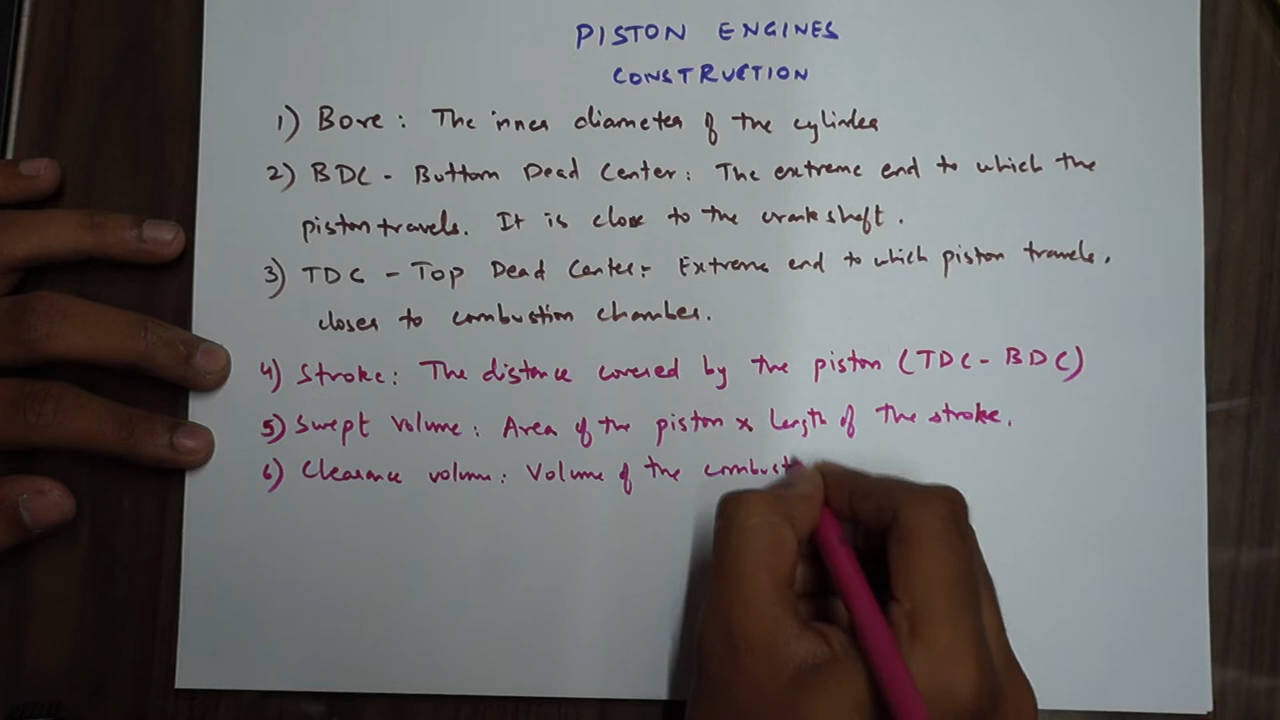 PISTON ENGINES
CONSTRUCTION
1) Bore: The inner diameter of the cylinder
2) BDC - Bottom Dead Center: The extreme end to which the
piston travels. It is close to the crankshaft.
3) TDC - Top Dead Center: Extreme end to which piston travels,
closer to combustion chamber.
4) Stroke: The distance covered by the piston (TDC - BDC)
5) Swept Volume: Area of the piston x length of the stroke.
6) Clearance volume: Volume of the combust